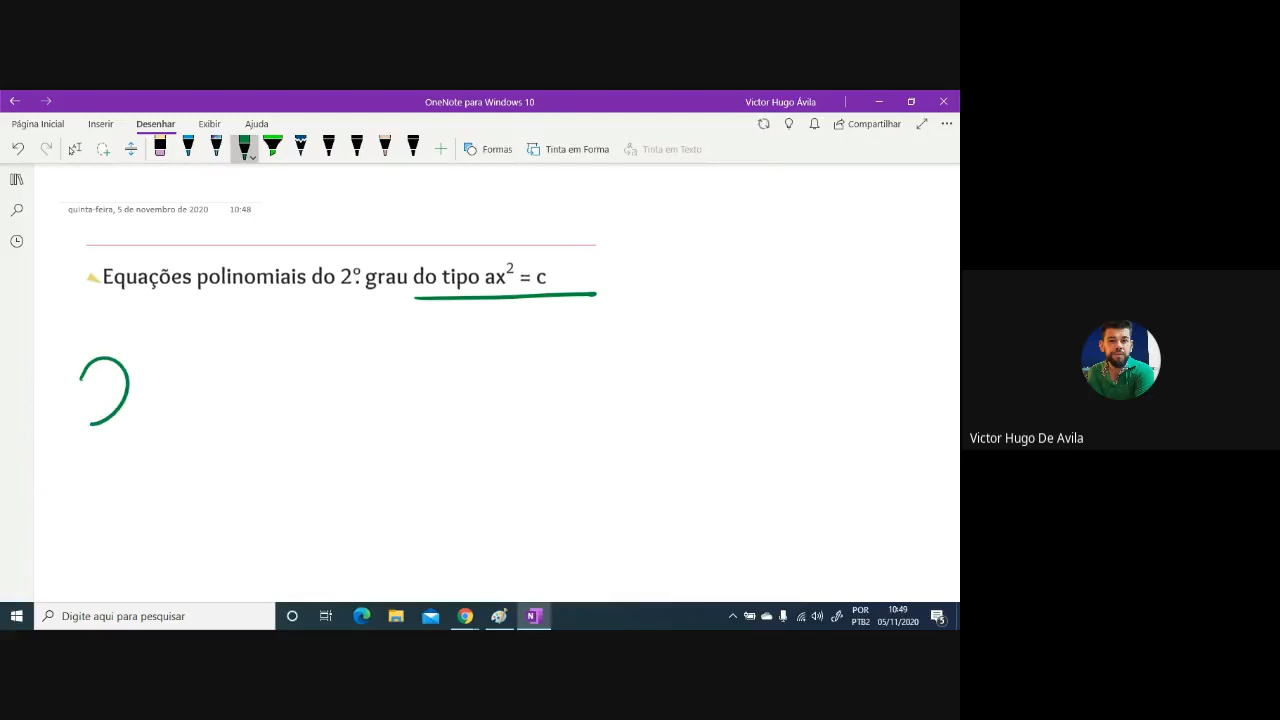 OneNote para Windows 10
Victor Hugo Ávila
Página Inicial Inserir Desenhar Exibir Ajuda
Compartilhar
Formas Tinta em Forma Tinta em Texto
quinta-feira, 5 de novembro de 2020 10:48
Equações polinomiais do 2º. grau do tipo ax² = c
Victor Hugo De Avila
Digite aqui para pesquisar
N
POR
PTB2
10:49
05/11/2020
5